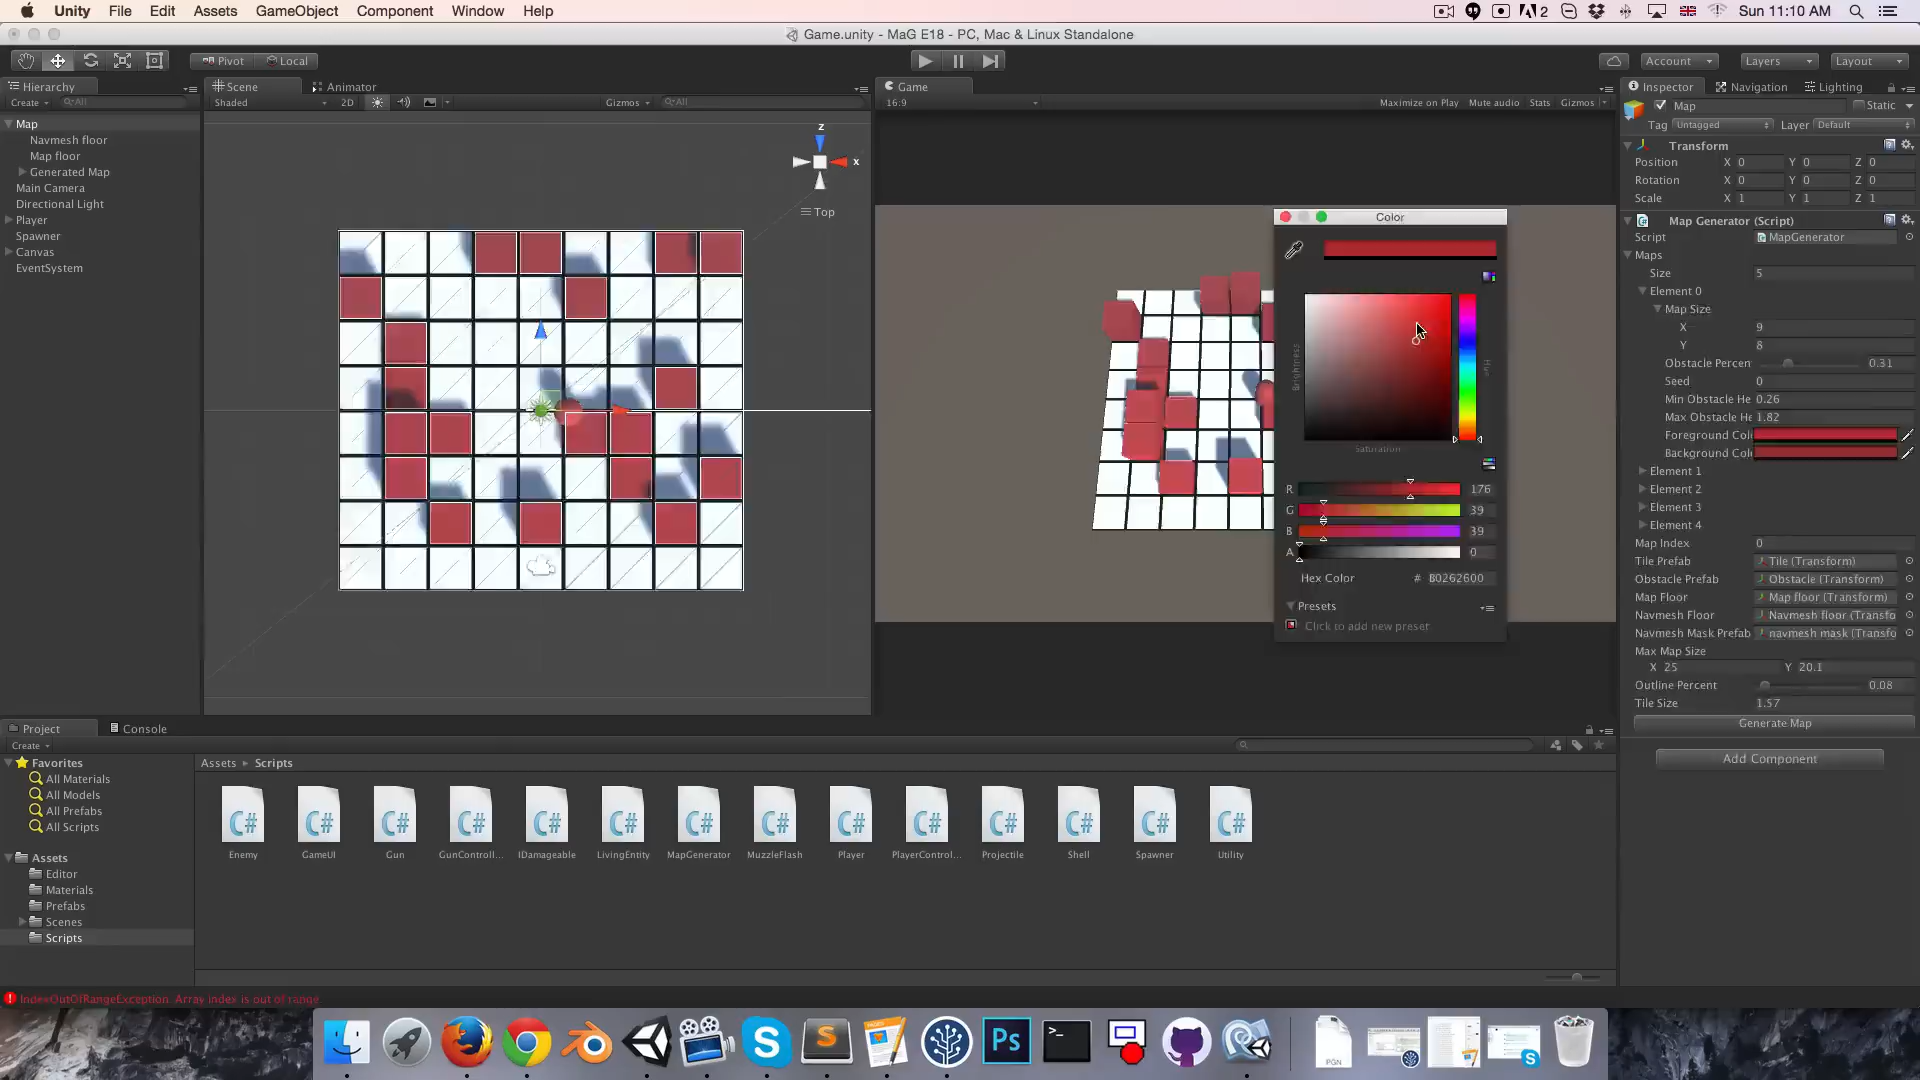 Unity File Edit Assets GameObject Component Window Help
2 Sun 11:10 AM
Game.unity - MaG E18 - PC, Mac & Linux Standalone
Pivot Local
Account Layers Layout
Hierarchy
Create All
Map
Navmesh floor
Map floor
Generated Map
Main Camera
Directional Light
Player
Spawner
Canvas
EventSystem
Scene Animator
Shaded 2D Gizmos All
z
x
Top
Game
16:9 Maximize on Play Mute audio Stats Gizmos
Color
Brightness
Hue
Saturation
R 176
G 39
B 39
A 0
Hex Color # B0262600
Presets
Click to add new preset
Inspector Navigation Lighting
Map Static
Tag Untagged Layer Default
Transform
Position X 0 Y 0 Z 0
Rotation X 0 Y 0 Z 0
Scale X 1 Y 1 Z 1
Map Generator (Script)
Script MapGenerator
Maps
Size 5
Element 0
Map Size
X 9
Y 8
Obstacle Percen 0.31
Seed 0
Min Obstacle He 0.26
Max Obstacle He 1.82
Foreground Col
Background Col
Element 1
Element 2
Element 3
Element 4
Map Index 0
Tile Prefab Tile (Transform)
Obstacle Prefab Obstacle (Transform)
Map Floor Map floor (Transform)
Navmesh Floor Navmesh floor (Transfo
Navmesh Mask Prefab navmesh mask (Transfo
Max Map Size
X 25 Y 20.1
Outline Percent 0.08
Tile Size 1.57
Generate Map
Add Component
Project Console
Create
Favorites
All Materials
All Models
All Prefabs
All Scripts
Assets
Editor
Materials
Prefabs
Scenes
Scripts
Assets Scripts
C# C# C# C# C# C# C# C# C# C# C# C# C# C#
Enemy GameUI Gun GunControll... IDamageable LivingEntity MapGenerator MuzzleFlash Player PlayerControl... Projectile Shell Spawner Utility
IndexOutOfRangeException: Array index is out of range.
S S Ps >_ PGN S